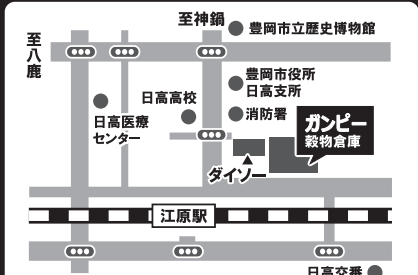 至神鍋
豊岡市立歴史博物館
至八鹿
豊岡市役所
日高支所
日高高校
消防署
ガンピー
穀物倉庫
日高医療
センター
ダイソー
江原駅
日高交番